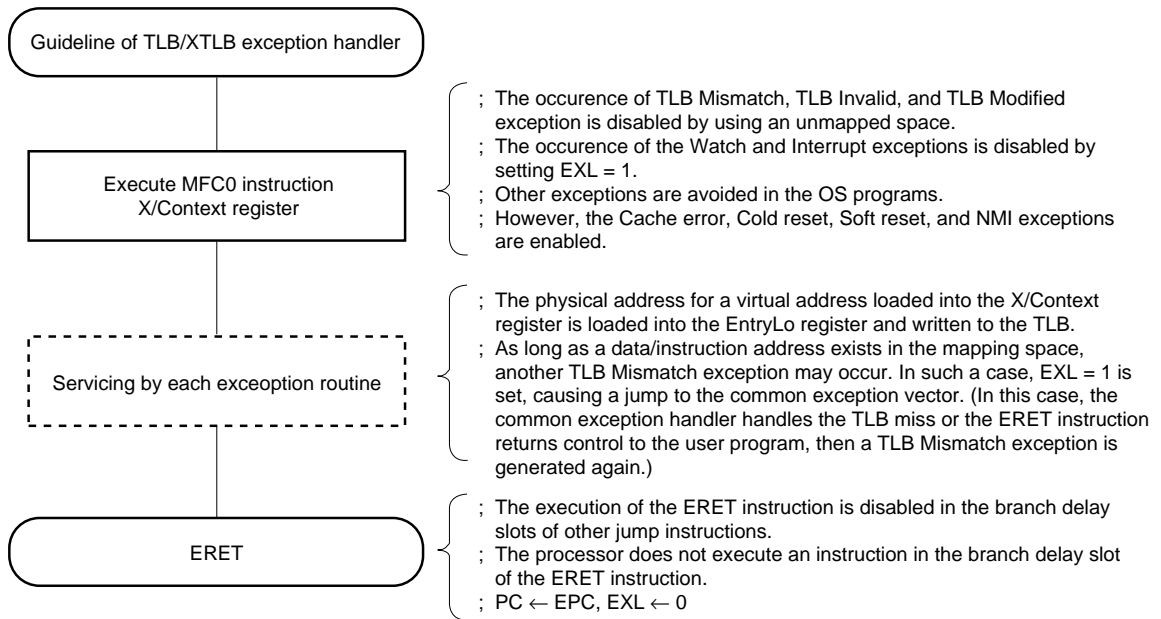 Guideline of TLB/XTLB exception handler
; The occurence of TLB Mismatch, TLB Invalid, and TLB Modified
exception is disabled by using an unmapped space.
; The occurence of the Watch and Interrupt exceptions is disabled by
setting EXL = 1.
; Other exceptions are avoided in the OS programs.
; However, the Cache error, Cold reset, Soft reset, and NMI exceptions
are enabled.
Execute MFC0 instruction
X/Context register
; The physical address for a virtual address loaded into the X/Context
register is loaded into the EntryLo register and written to the TLB.
; As long as a data/instruction address exists in the mapping space,
another TLB Mismatch exception may occur. In such a case, EXL = 1 is
set, causing a jump to the common exception vector. (In this case, the
common exception handler handles the TLB miss or the ERET instruction
returns control to the user program, then a TLB Mismatch exception is
generated again.)
Servicing by each exceoption routine
; The execution of the ERET instruction is disabled in the branch delay
slots of other jump instructions.
; The processor does not execute an instruction in the branch delay slot
of the ERET instruction.
; PC ← EPC, EXL ← 0
ERET